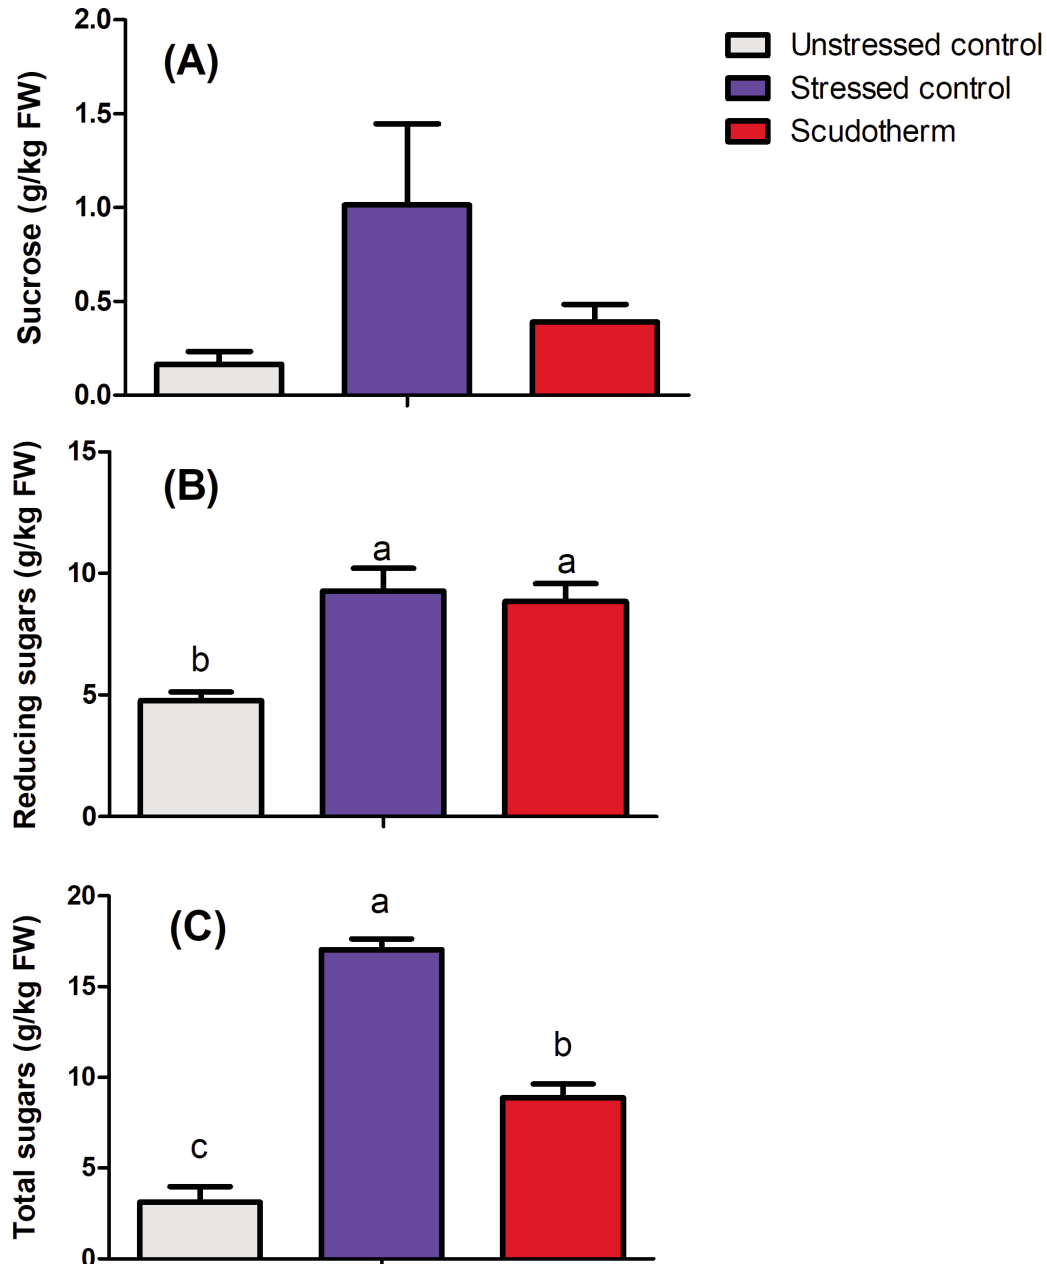 Unstressed control
Stressed control
Scudotherm
(A)
Sucrose (g/kg FW)
2.0
1.5
1.0
0.5
0.0
(B)
Reducing sugars (g/kg FW)
15
10
5
0
b
a
a
(C)
Total sugars (g/kg FW)
20
15
10
5
0
c
a
b